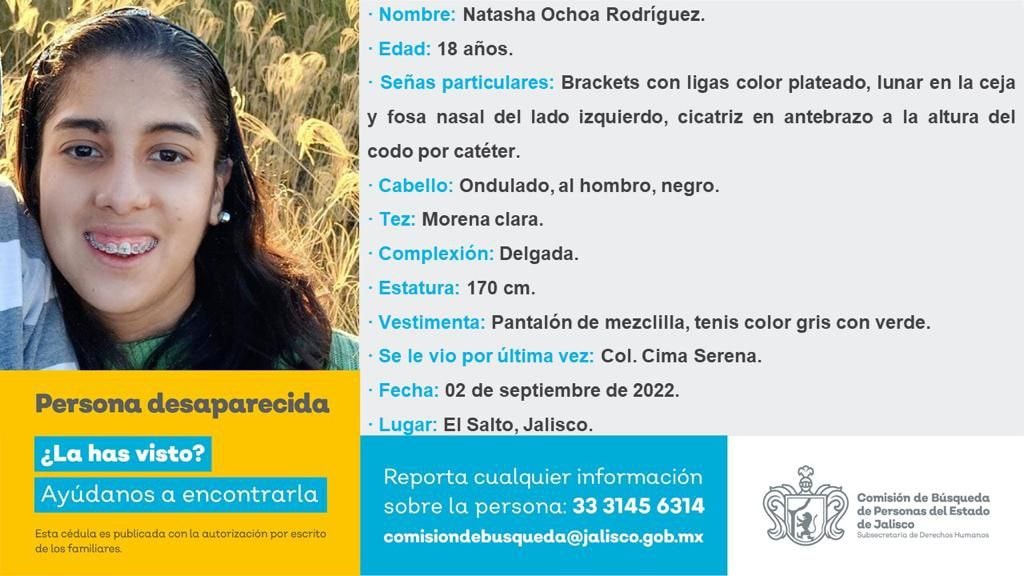 · Nombre: Natasha Ochoa Rodríguez.
· Edad: 18 años.
· Señas particulares: Brackets con ligas color plateado, lunar en la ceja
y fosa nasal del lado izquierdo, cicatriz en antebrazo a la altura del
codo por catéter.
· Cabello: Ondulado, al hombro, negro.
· Tez: Morena clara.
· Complexión: Delgada.
· Estatura: 170 cm.
· Vestimenta: Pantalón de mezclilla, tenis color gris con verde.
· Se le vio por última vez: Col. Cima Serena.
· Fecha: 02 de septiembre de 2022.
· Lugar: El Salto, Jalisco.
Persona desaparecida
¿La has visto?
Ayúdanos a encontrarla
Esta cédula es publicada con la autorización por escrito
de los familiares.
Reporta cualquier información
sobre la persona: 33 3145 6314
comisiondebusqueda@jalisco.gob.mx
Comisión de Búsqueda
de Personas del Estado
de Jalisco
Subsecretaría de Derechos Humanos